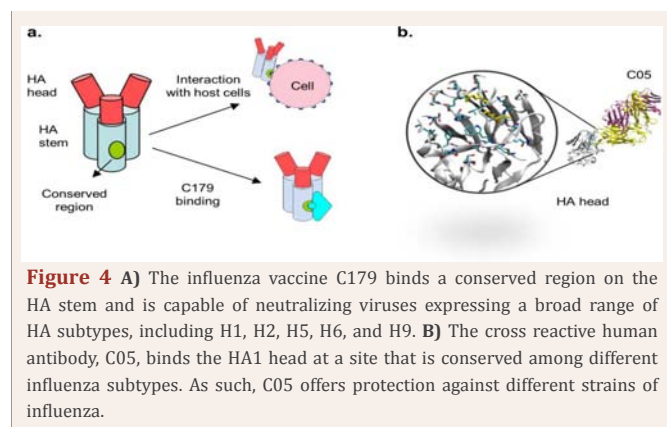 a.
b.
HA
head
HA
stem
Conserved
region
Interaction
with host cells
Cell
C179
binding
C05
HA head
Figure 4 A) The influenza vaccine C179 binds a conserved region on the
HA stem and is capable of neutralizing viruses expressing a broad range of
HA subtypes, including H1, H2, H5, H6, and H9. B) The cross reactive human
antibody, C05, binds the HA1 head at a site that is conserved among different
influenza subtypes. As such, C05 offers protection against different strains of
influenza.